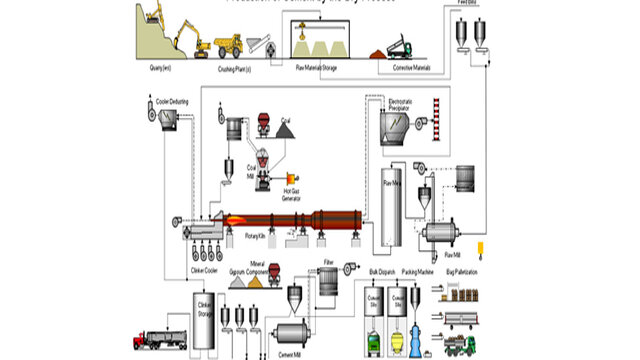 Production of Cement by the Dry Process
Feed Bins
Quarry (ies)
Crushing Plant (s)
Raw Materials Storage
Corrective Materials
Cooler Dedusting
Coal
Electrostatic
Precipitator
Coal
Mill
Hot Gas
Generator
Raw Meal
Rotary Kiln
Raw Mill
Clinker Cooler
Mineral
Gypsum Components
Filter
Bulk Dispatch
Packing Machine
Bag Palletization
Clinker
Storage
Cement
Silo
Cement
Silo
Cement Mill